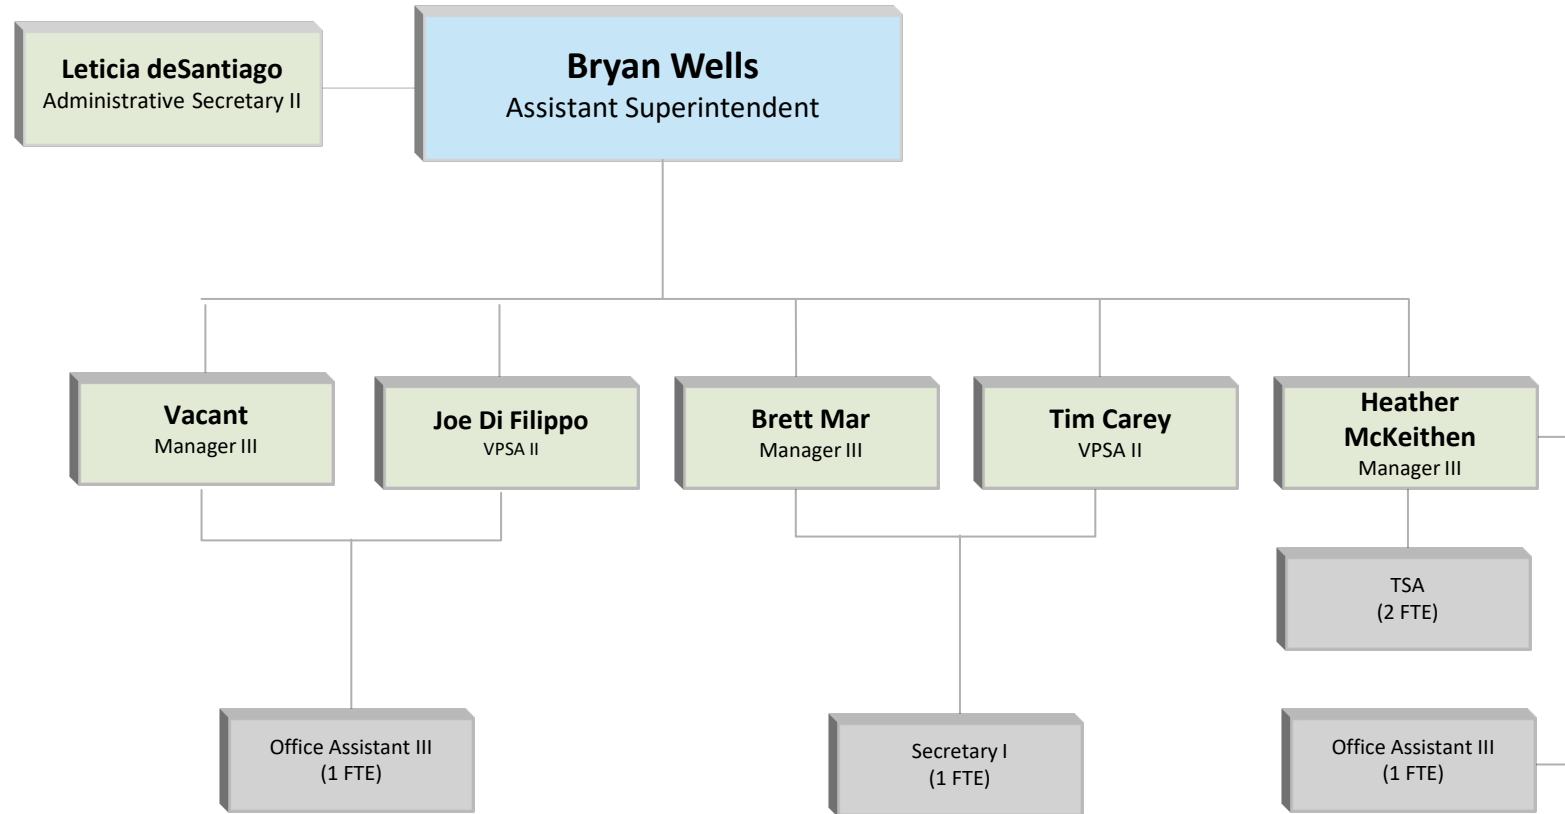 Leticia deSantiago
Administrative Secretary II
Bryan Wells
Assistant Superintendent
Vacant
Manager III
Joe Di Filippo
VPSA II
Brett Mar
Manager III
Tim Carey
VPSA II
Heather
McKeithen
Manager III
TSA
(2 FTE)
Office Assistant III
(1 FTE)
Secretary I
(1 FTE)
Office Assistant III
(1 FTE)